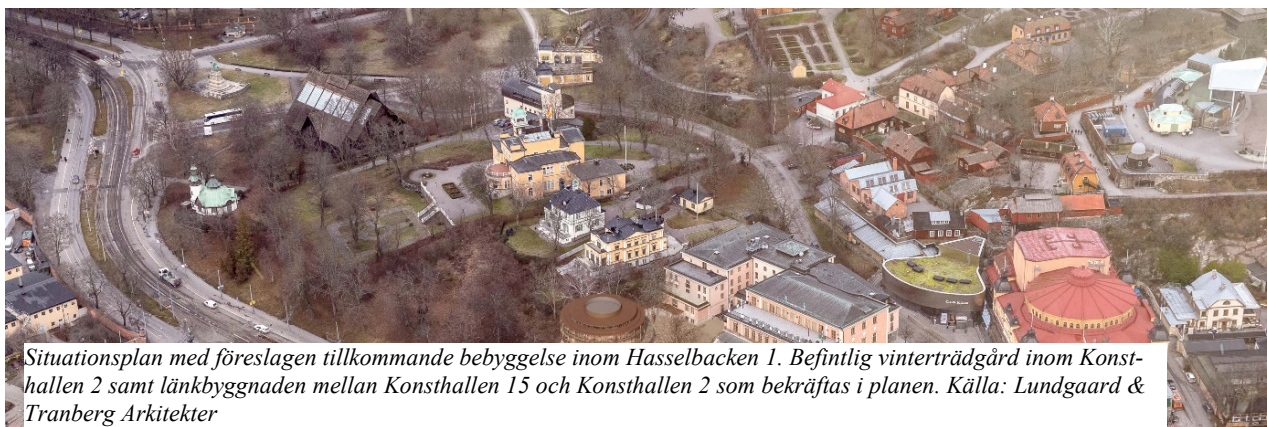 Situationsplan med föreslagen tillkommande bebyggelse inom Hasselbacken 1. Befintlig vinterträdgård inom Konst-
hallen 2 samt länkbyggnaden mellan Konsthallen 15 och Konsthallen 2 som bekräftas i planen. Källa: Lundgaard &
Tranberg Arkitekter